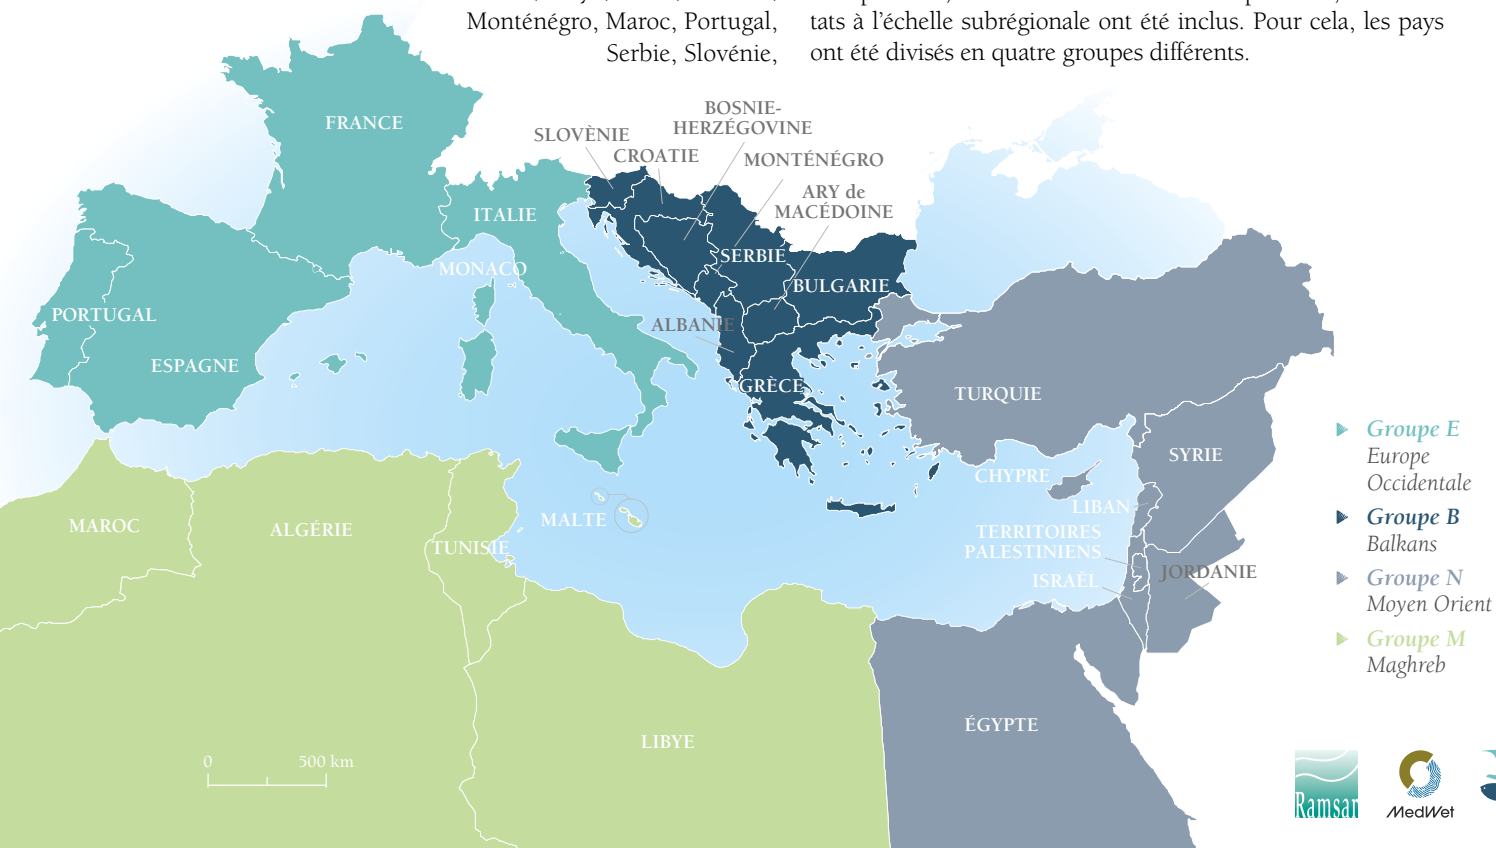 Monténégro, Maroc, Portugal,
Serbie, Slovénie,
tats à l'échelle subrégionale ont été inclus. Pour cela, les pays
ont été divisés en quatre groupes différents.
FRANCE
SLOVÈNIE
CROATIE
BOSNIE-
HERZÉGOVINE
MONTÉNÉGRO
ARY de
MACÉDOINE
ITALIE
MONACO
SERBIE
BULGARIE
PORTUGAL
ESPAGNE
ALBANIE
GRÈCE
TURQUIE
SYRIE
CHYPRE
LIBAN
TERRITOIRES
PALESTINIENS
ISRAËL
JORDANIE
MAROC
ALGÉRIE
TUNISIE
MALTE
LIBYE
ÉGYPTE
0 500 km
Groupe E
Europe
Occidentale
Groupe B
Balkans
Groupe N
Moyen Orient
Groupe M
Maghreb
Ramsar
MedWet